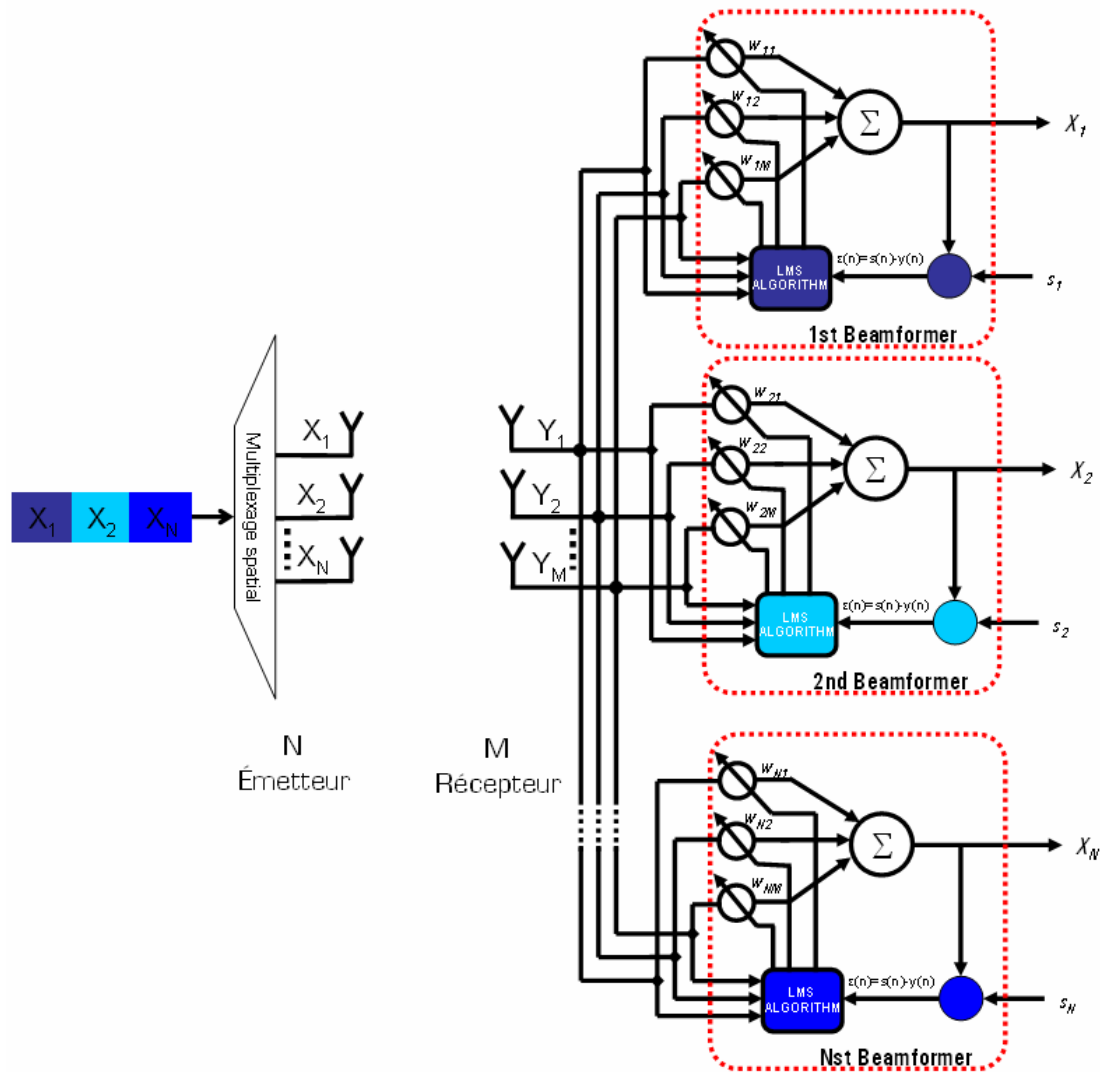 X1 X2 XN
Multiplexage spatial
X1
X2
XN
N
Émetteur
Y1
Y2
YM
M
Récepteur
w11
w12
w1M
Σ
X1
LMS
ALGORITHM
ε(n)=s(n)-y(n)
s1
1st Beamformer
w21
w22
w2M
Σ
X2
LMS
ALGORITHM
ε(n)=s(n)-y(n)
s2
2nd Beamformer
wN1
wN2
wNM
Σ
XN
LMS
ALGORITHM
ε(n)=s(n)-y(n)
sN
Nst Beamformer